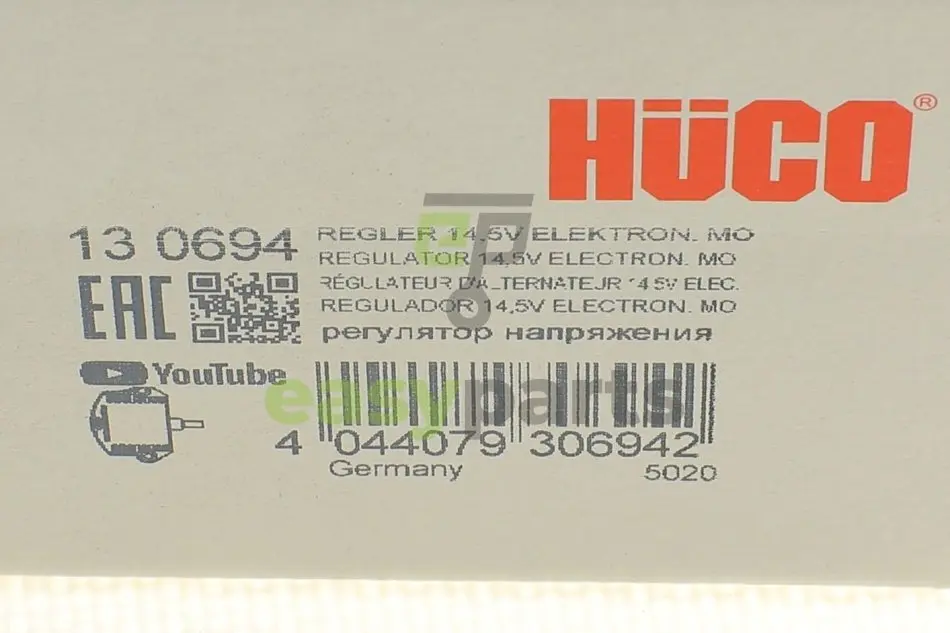 HÜCO®
13 0694
REGLER 14,5V ELEKTRON. MO
REGULATOR 14,5V ELECTRON. MO
RÉGULATEUR D'ALTERNATEUR 14.5V ELEC.
REGULADOR 14,5V ELECTRON. MO
регулятор напряжения
EAC
YouTube
easyparts
4 044079 306942
Germany
5020